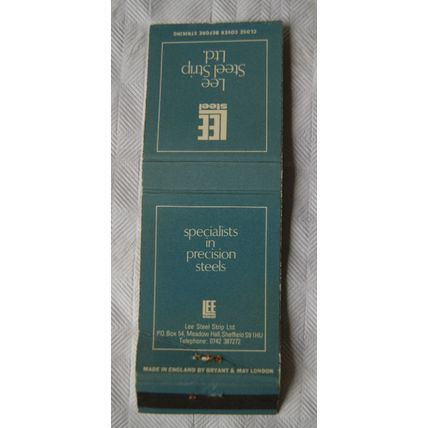 CLOSE COVER BEFORE STRIKING
Lee
Steel Strip
Ltd.
LEE
steel
specialists
in
precision
steels
LEE
steel
Lee Steel Strip Ltd
P.O. Box 54, Meadow Hall, Sheffield S9 1HU
Telephone: 0742 387272
MADE IN ENGLAND BY BRYANT & MAY LONDON